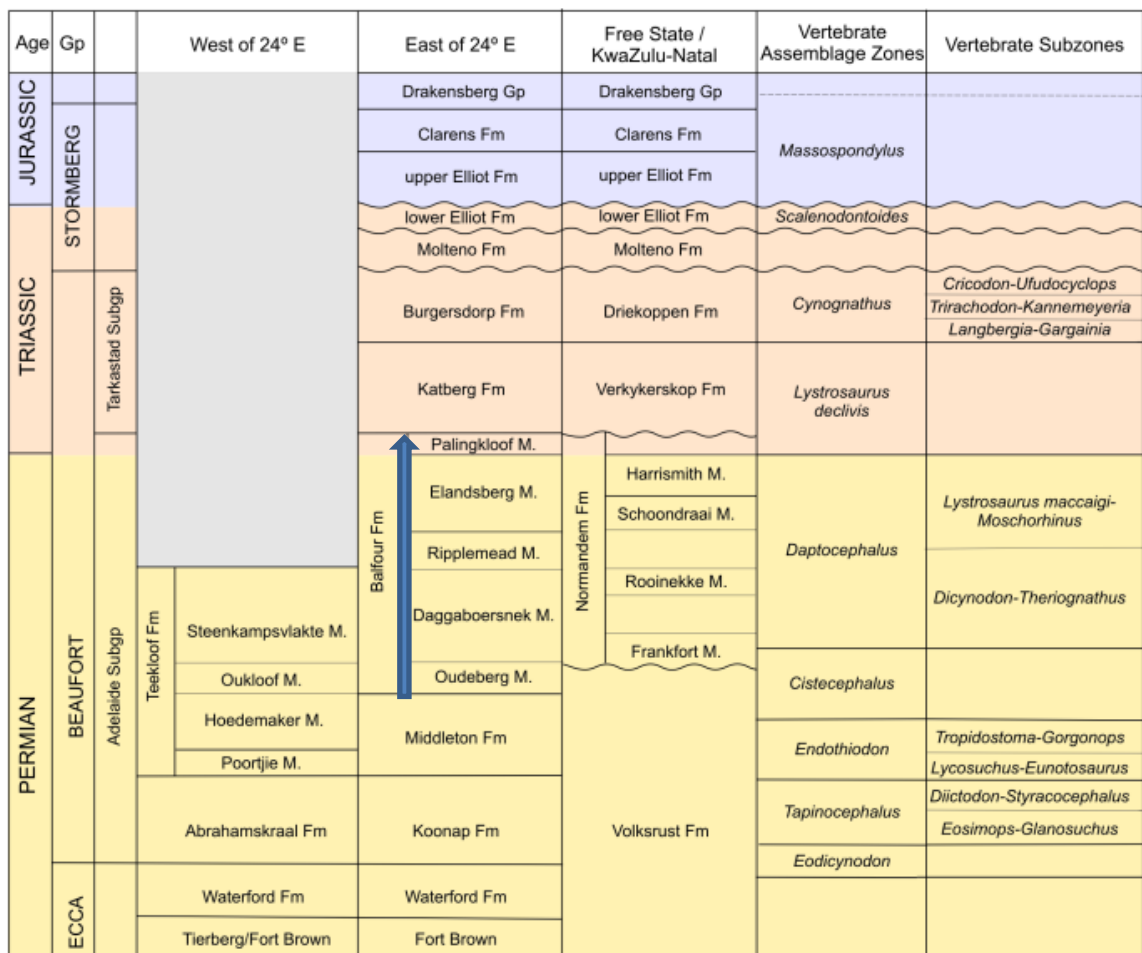 Age
Gp
West of 24º E
East of 24º E
Free State /
KwaZulu-Natal
Vertebrate
Assemblage Zones
Vertebrate Subzones
JURASSIC
TRIASSIC
PERMIAN
STORMBERG
BEAUFORT
ECCA
Tarkastad Subgp
Adelaide Subgp
Teekloof Fm
Steenkampsvlakte M.
Oukloof M.
Hoedemaker M.
Poortjie M.
Abrahamskraal Fm
Waterford Fm
Tierberg/Fort Brown
Drakensberg Gp
Clarens Fm
upper Elliot Fm
lower Elliot Fm
Molteno Fm
Burgersdorp Fm
Katberg Fm
Balfour Fm
Palingkloof M.
Elandsberg M.
Ripplemead M.
Daggaboersnek M.
Oudeberg M.
Middleton Fm
Koonap Fm
Waterford Fm
Fort Brown
Drakensberg Gp
Clarens Fm
upper Elliot Fm
lower Elliot Fm
Molteno Fm
Driekoppen Fm
Verkykerskop Fm
Normandem Fm
Harrismith M.
Schoondraai M.
Rooinekke M.
Frankfort M.
Volksrust Fm
Massospondylus
Scalenodontoides
Cynognathus
Lystrosaurus
declivis
Daptocephalus
Cistecephalus
Endothiodon
Tapinocephalus
Eodicynodon
Cricodon-Ufudocyclops
Trirachodon-Kannemeyeria
Langbergia-Gargainia
Lystrosaurus maccaigi-
Moschorhinus
Dicynodon-Theriognathus
Tropidostoma-Gorgonops
Lycosuchus-Eunotosaurus
Diictodon-Styracocephalus
Eosimops-Glanosuchus